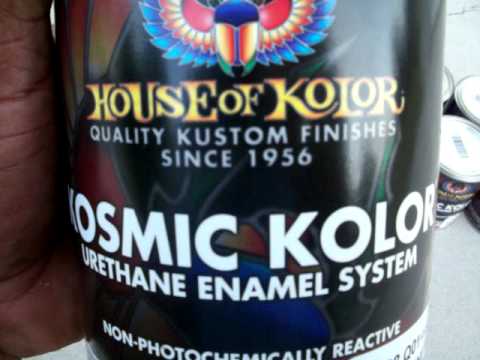 HOUSE OF KOLOR
QUALITY KUSTOM FINISHES
SINCE 1956
KOSMIC KOLOR
URETHANE ENAMEL SYSTEM
NON-PHOTOCHEMICALLY REACTIVE